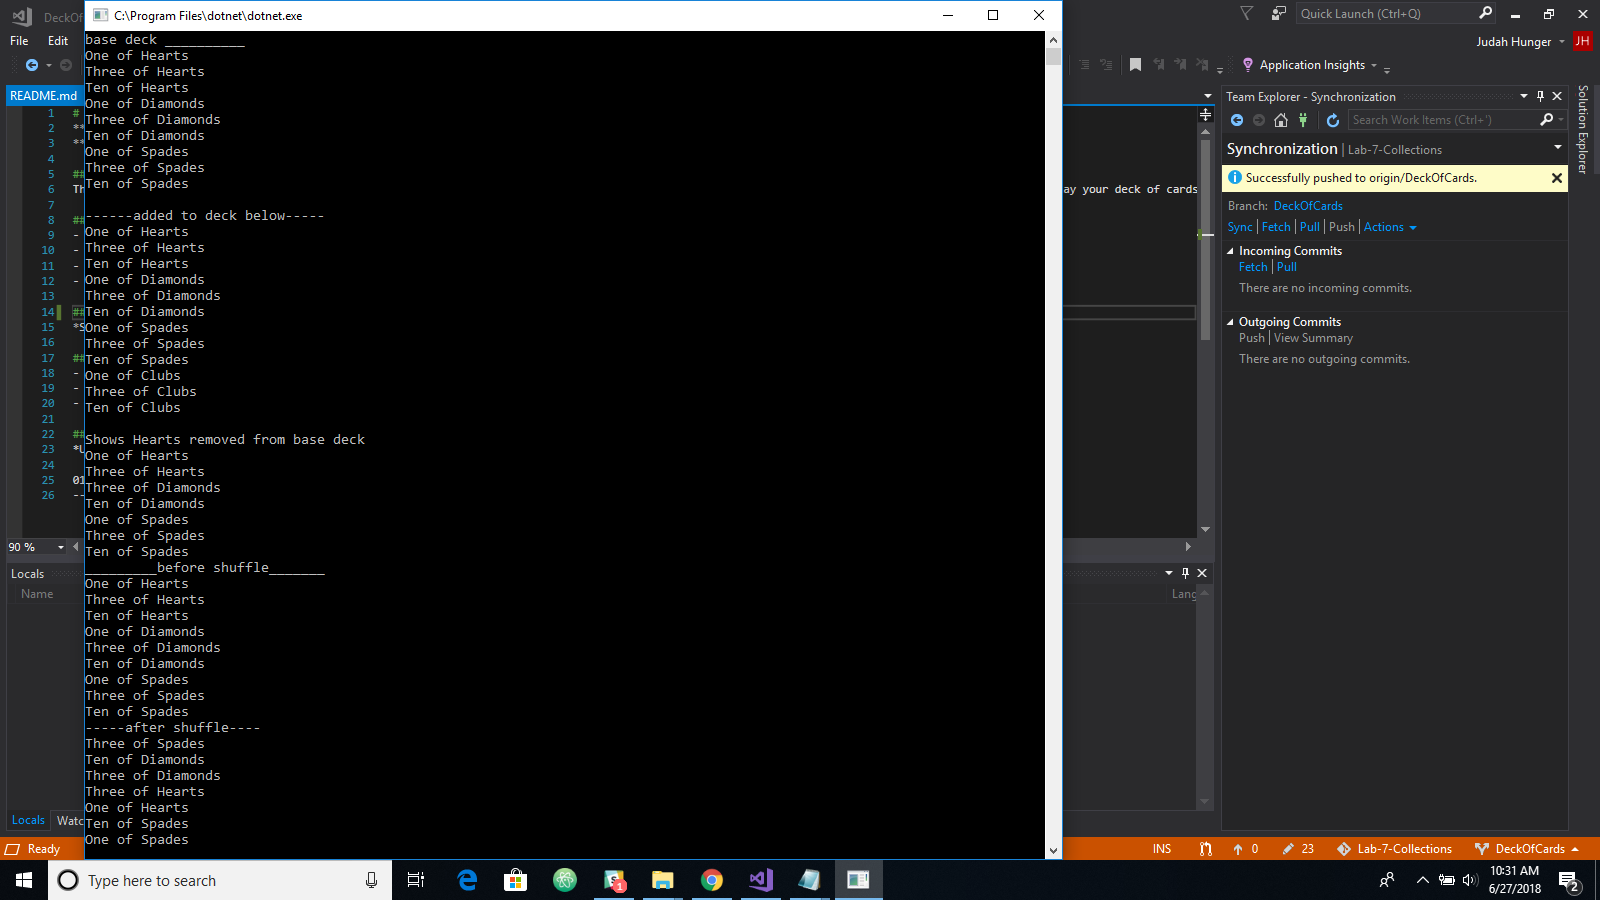 DeckOf
C:\Program Files\dotnet\dotnet.exe
Quick Launch (Ctrl+Q)
File Edit
Judah Hunger JH
Application Insights
README.md
base deck __________
One of Hearts
Three of Hearts
Ten of Hearts
One of Diamonds
Three of Diamonds
Ten of Diamonds
One of Spades
Three of Spades
Ten of Spades
------added to deck below-----
One of Hearts
Three of Hearts
Ten of Hearts
One of Diamonds
Three of Diamonds
Ten of Diamonds
One of Spades
Three of Spades
Ten of Spades
One of Clubs
Three of Clubs
Ten of Clubs
Shows Hearts removed from base deck
One of Hearts
Three of Hearts
Three of Diamonds
Ten of Diamonds
One of Spades
Three of Spades
Ten of Spades
_________before shuffle_______
One of Hearts
Three of Hearts
Ten of Hearts
One of Diamonds
Three of Diamonds
Ten of Diamonds
One of Spades
Three of Spades
Ten of Spades
-----after shuffle----
Three of Spades
Ten of Diamonds
Three of Diamonds
Three of Hearts
One of Hearts
Ten of Spades
One of Spades
1 #
2 **
3 **
4
5 ##
6 Th
7
8 ##
9 -
10 -
11 -
12 -
13
14 ##
15 *S
16
17 ##
18 -
19 -
20 -
21
22 ##
23 *U
24
25 01
26 --
ay your deck of cards
90 %
Locals
Name
Lang
Locals Watc
Team Explorer - Synchronization
Search Work Items (Ctrl+')
Synchronization | Lab-7-Collections
Successfully pushed to origin/DeckOfCards.
Branch: DeckOfCards
Sync | Fetch | Pull | Push | Actions
Incoming Commits
Fetch | Pull
There are no incoming commits.
Outgoing Commits
Push | View Summary
There are no outgoing commits.
Solution Explorer
Ready
INS 0 23 Lab-7-Collections DeckOfCards
Type here to search
1
10:31 AM
6/27/2018
2